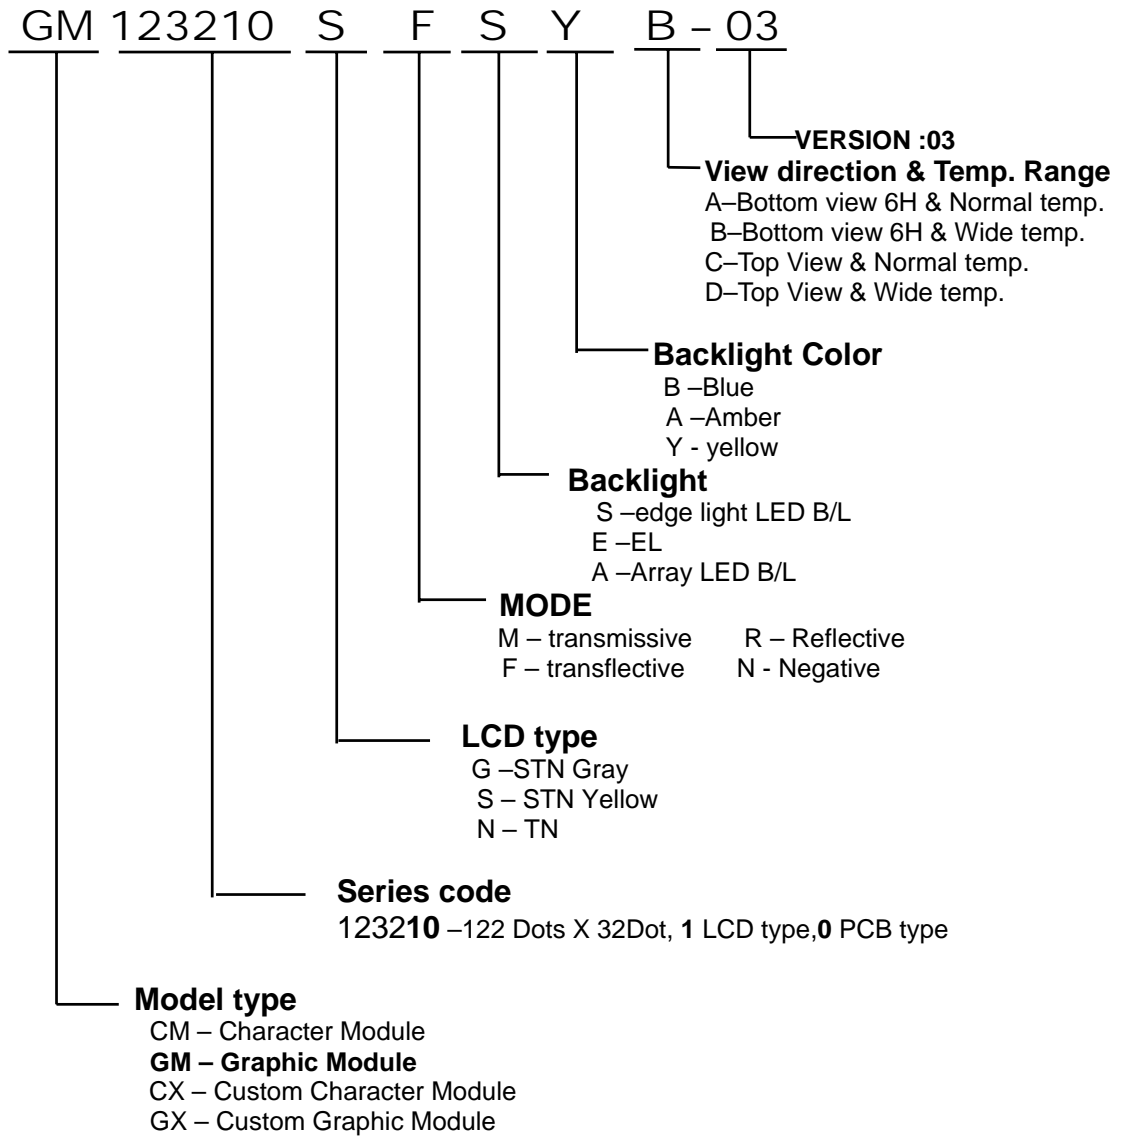 GM 123210 S F S Y B – 03
VERSION :03
View direction & Temp. Range
A–Bottom view 6H & Normal temp.
B–Bottom view 6H & Wide temp.
C–Top View & Normal temp.
D–Top View & Wide temp.
Backlight Color
B –Blue
A –Amber
Y - yellow
Backlight
S –edge light LED B/L
E –EL
A –Array LED B/L
MODE
M – transmissive R – Reflective
F – transflective N - Negative
LCD type
G –STN Gray
S – STN Yellow
N – TN
Series code
123210 –122 Dots X 32Dot, 1 LCD type,0 PCB type
Model type
CM – Character Module
GM – Graphic Module
CX – Custom Character Module
GX – Custom Graphic Module